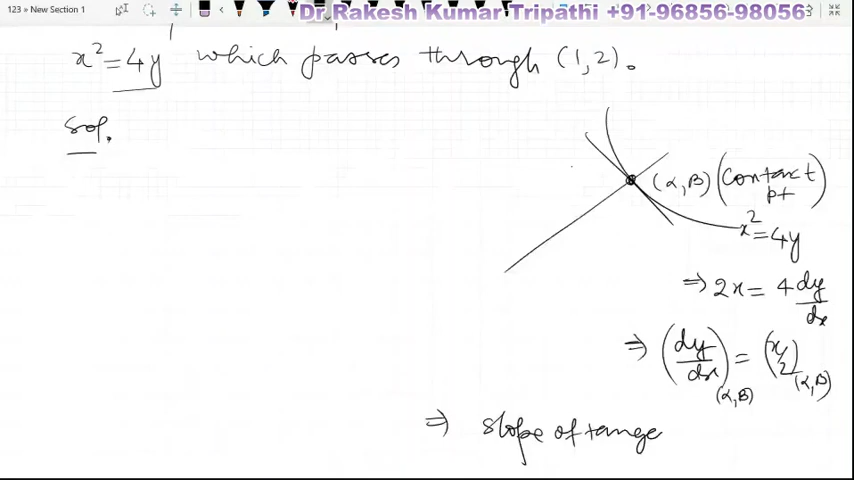 123 » New Section 1
Dr Rakesh Kumar Tripathi +91-96856-98056
x² = 4y which passes through (1,2).
Sol.
(α,β) (contact pt)
x² = 4y
⇒ 2x = 4 dy/dx
⇒ (dy/dx)(α,β) = (x/2)(α,β)
⇒ slope of tange